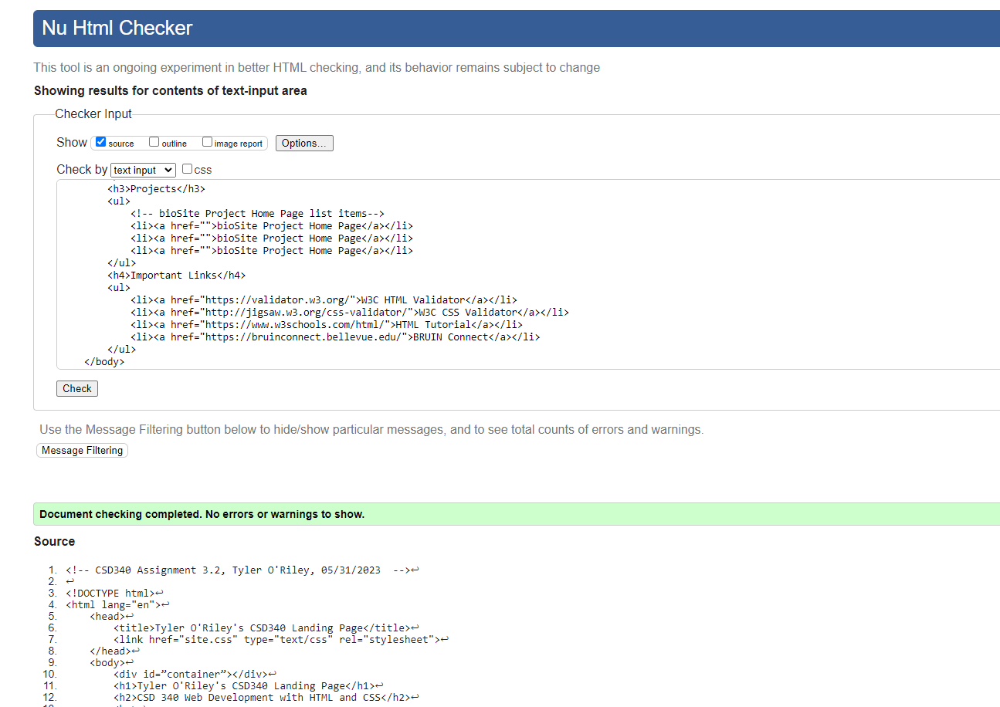 Nu Html Checker
This tool is an ongoing experiment in better HTML checking, and its behavior remains subject to change
Showing results for contents of text-input area
Checker Input
Show source outline image report Options...
Check by text input css
<h3>Projects</h3>
<ul>
<!-- bioSite Project Home Page list items-->
<li><a href="">bioSite Project Home Page</a></li>
<li><a href="">bioSite Project Home Page</a></li>
<li><a href="">bioSite Project Home Page</a></li>
</ul>
<h4>Important Links</h4>
<ul>
<li><a href="https://validator.w3.org/">W3C HTML Validator</a></li>
<li><a href="http://jigsaw.w3.org/css-validator/">W3C CSS Validator</a></li>
<li><a href="https://www.w3schools.com/html/">HTML Tutorial</a></li>
<li><a href="https://bruinconnect.bellevue.edu/">BRUIN Connect</a></li>
</ul>
</body>
Check
Use the Message Filtering button below to hide/show particular messages, and to see total counts of errors and warnings.
Message Filtering
Document checking completed. No errors or warnings to show.
Source
1. <!-- CSD340 Assignment 3.2, Tyler O'Riley, 05/31/2023  -->↩
2. ↩
3. <!DOCTYPE html>↩
4. <html lang="en">↩
5. <head>↩
6. <title>Tyler O'Riley's CSD340 Landing Page</title>↩
7. <link href="site.css" type="text/css" rel="stylesheet">↩
8. </head>↩
9. <body>↩
10. <div id=”container”></div>↩
11. <h1>Tyler O'Riley's CSD340 Landing Page</h1>↩
12. <h2>CSD 340 Web Development with HTML and CSS</h2>↩